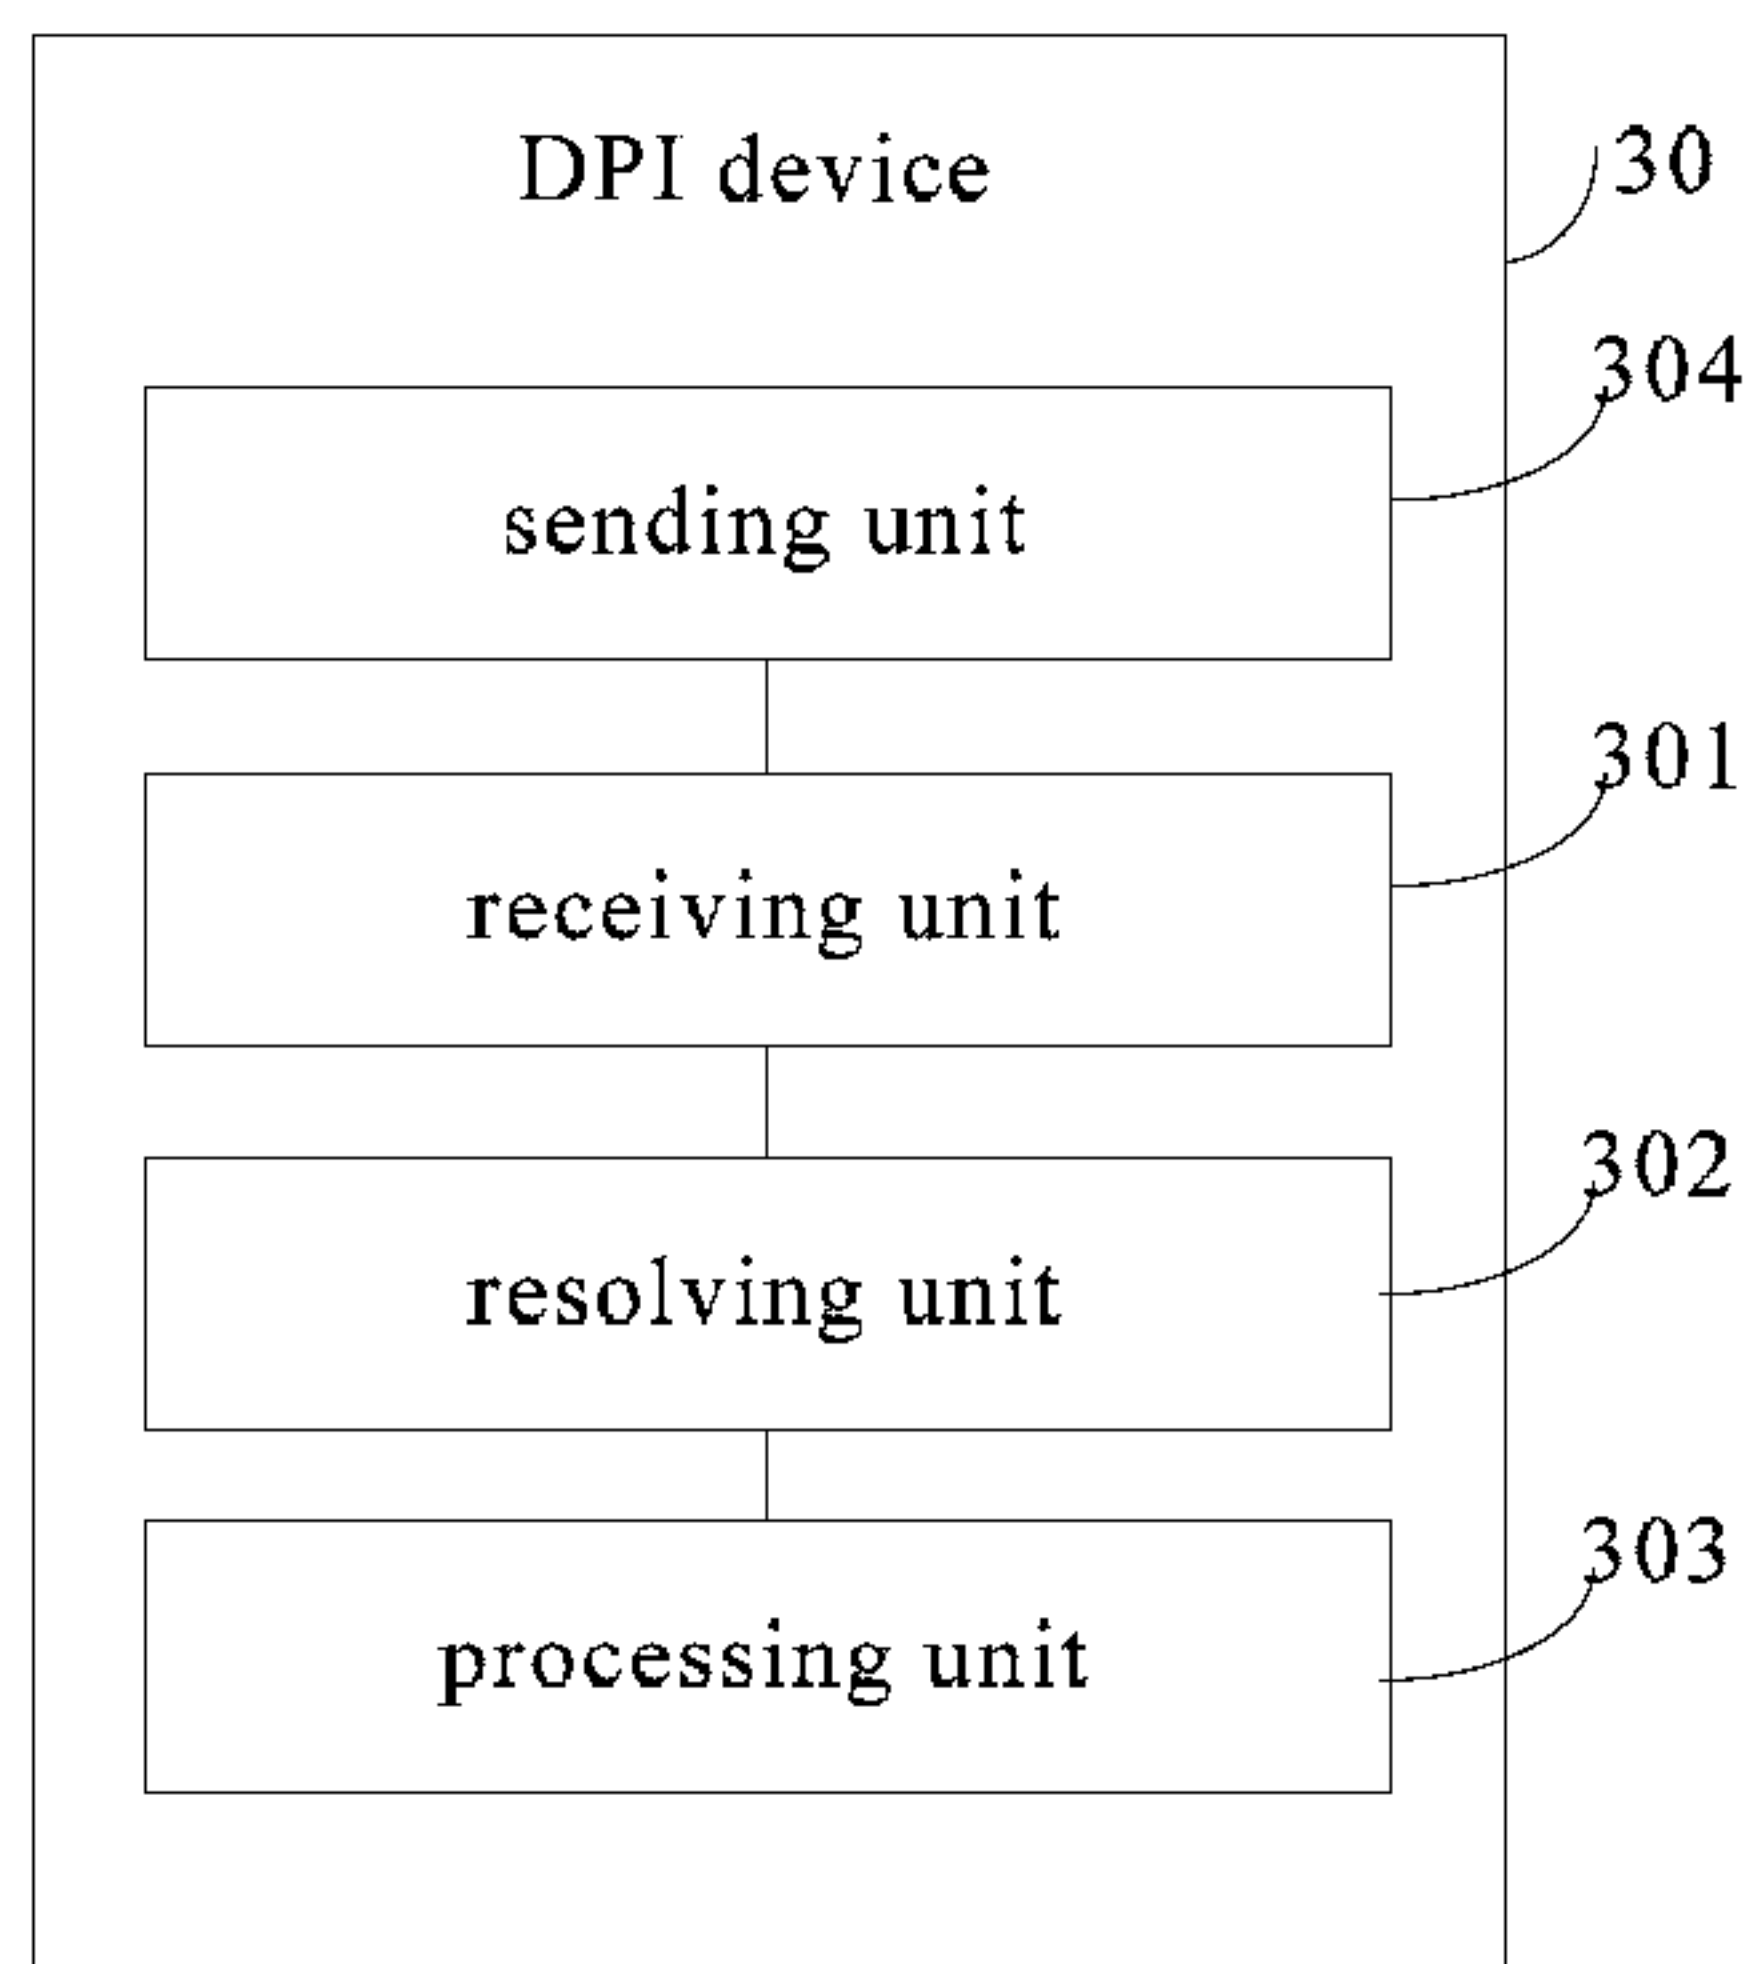 DPI device
30
304
sending unit
301
receiving unit
302
resolving unit
303
processing unit